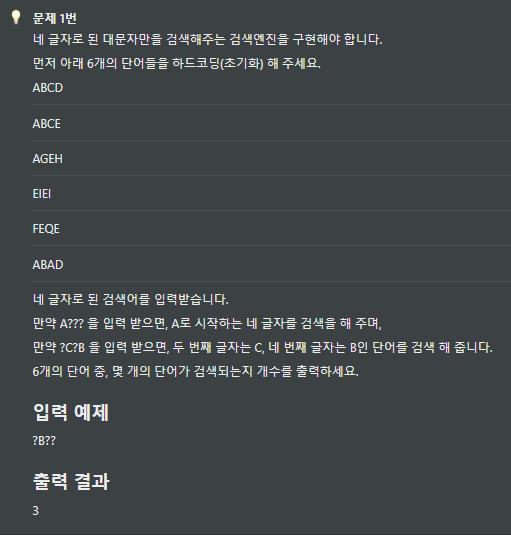 문제 1번
네 글자로 된 대문자만을 검색해주는 검색엔진을 구현해야 합니다.
먼저 아래 6개의 단어들을 하드코딩(초기화) 해 주세요.
ABCD
ABCE
AGEH
EIEI
FEQE
ABAD
네 글자로 된 검색어를 입력받습니다.
만약 A??? 을 입력 받으면, A로 시작하는 네 글자를 검색을 해 주며,
만약 ?C?B 을 입력 받으면, 두 번째 글자는 C, 네 번째 글자는 B인 단어를 검색 해 줍니다.
6개의 단어 중, 몇 개의 단어가 검색되는지 개수를 출력하세요.
입력 예제
?B??
출력 결과
3